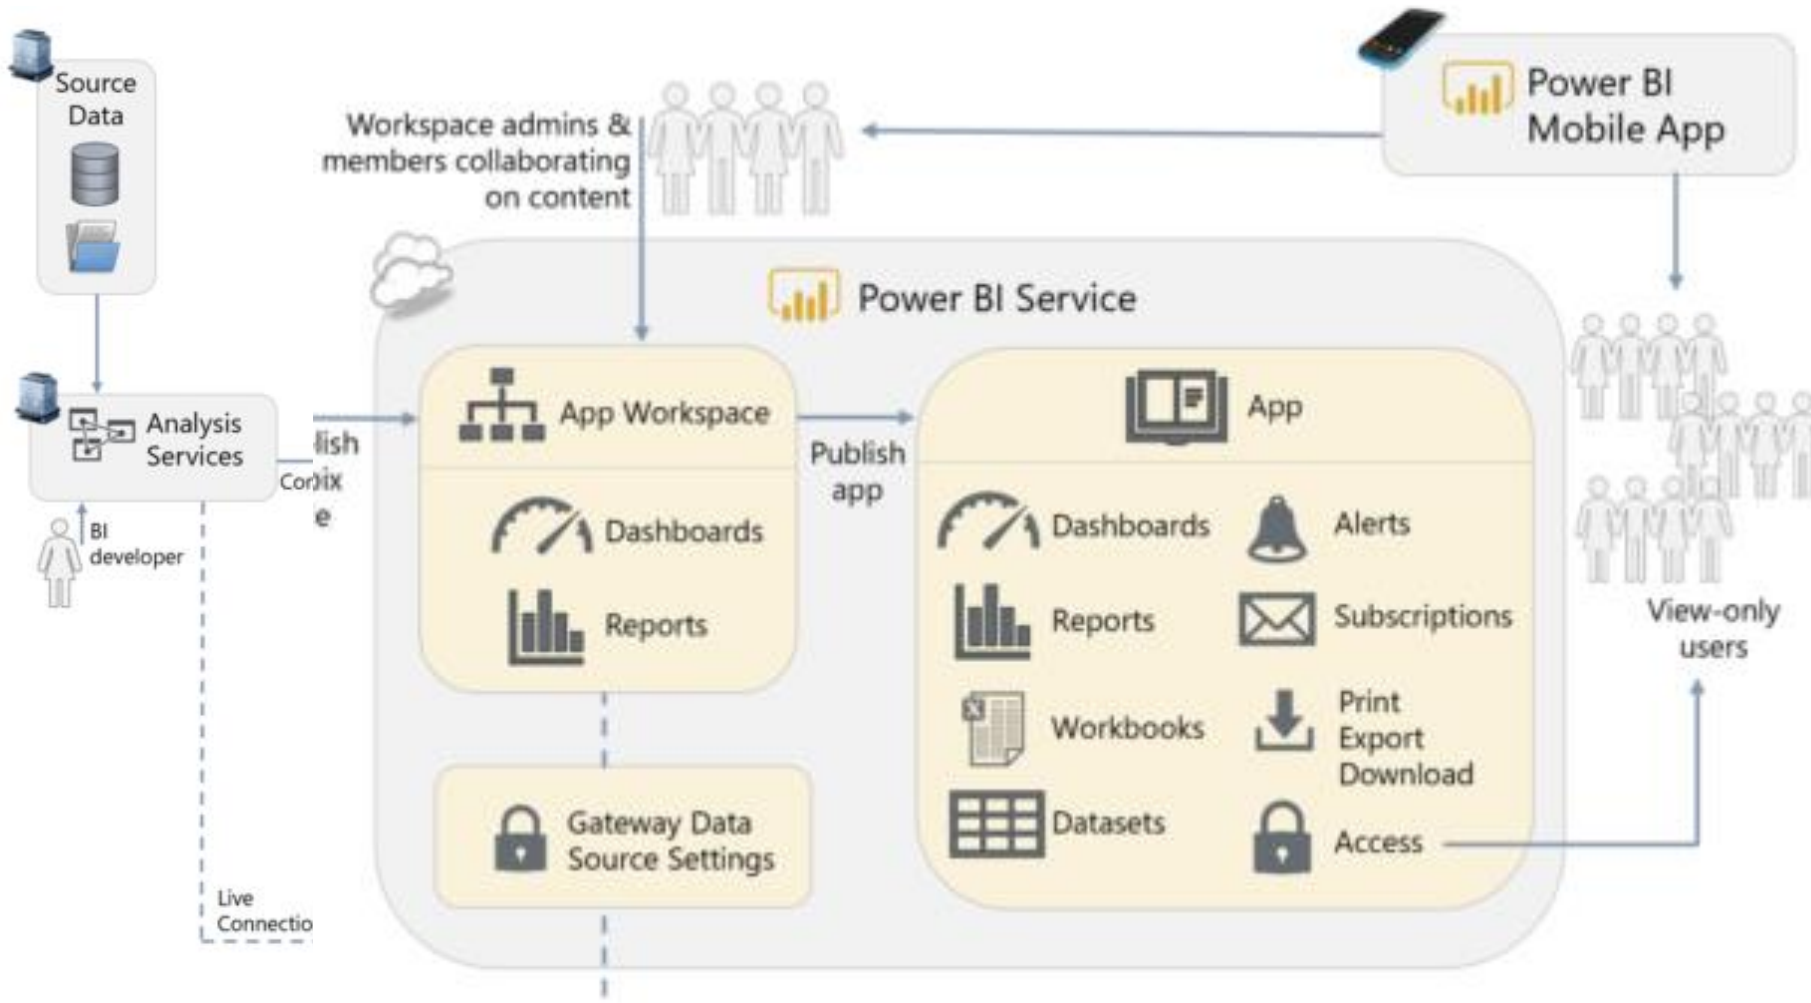 Source
Data
Analysis
Services
BI
developer
Live
Workspace admins &
members collaborating
on content
Power BI
Mobile App
Power BI Service
App Workspace
Dashboards
Reports
Gateway Data
Source Settings
Publish
app
App
Dashboards
Reports
Workbooks
Datasets
Alerts
Subscriptions
Print
Export
Download
Access
View-only
users